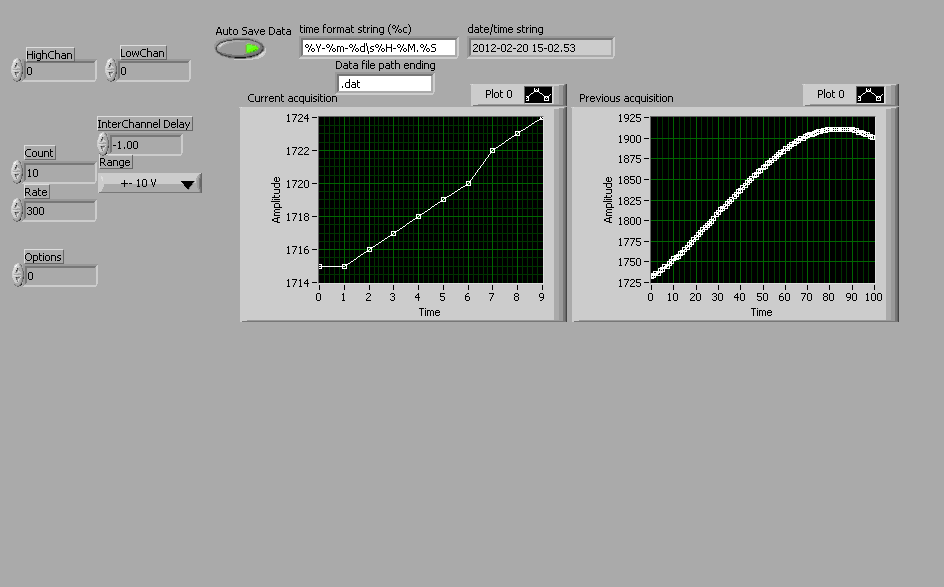 Auto Save Data
time format string (%c)
date/time string
%Y-%m-%d\s%H-%M.%S
2012-02-20 15-02.53
HighChan
LowChan
0
0
Data file path ending
.dat
Current acquisition
Plot 0
Previous acquisition
Plot 0
InterChannel Delay
-1.00
Count
10
Range
+- 10 V
Rate
300
Options
0
1724
1722
1720
1718
1716
1714
Amplitude
0 1 2 3 4 5 6 7 8 9
Time
1925
1900
1875
1850
1825
1800
1775
1750
1725
Amplitude
0 10 20 30 40 50 60 70 80 90 100
Time